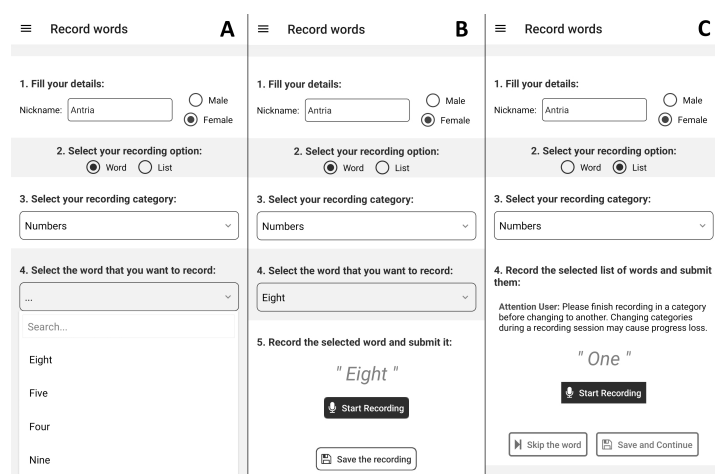 Record words
A
1. Fill your details:
Nickname: Antria
Male
Female
2. Select your recording option:
Word List
3. Select your recording category:
Numbers
4. Select the word that you want to record:
...
Search...
Eight
Five
Four
Nine
Record words
B
1. Fill your details:
Nickname: Antria
Male
Female
2. Select your recording option:
Word List
3. Select your recording category:
Numbers
4. Select the word that you want to record:
Eight
5. Record the selected word and submit it:
" Eight "
Start Recording
Save the recording
Record words
C
1. Fill your details:
Nickname: Antria
Male
Female
2. Select your recording option:
Word List
3. Select your recording category:
Numbers
4. Record the selected list of words and submit
them:
Attention User: Please finish recording in a category
before changing to another. Changing categories
during a recording session may cause progress loss.
" One "
Start Recording
Skip the word
Save and Continue